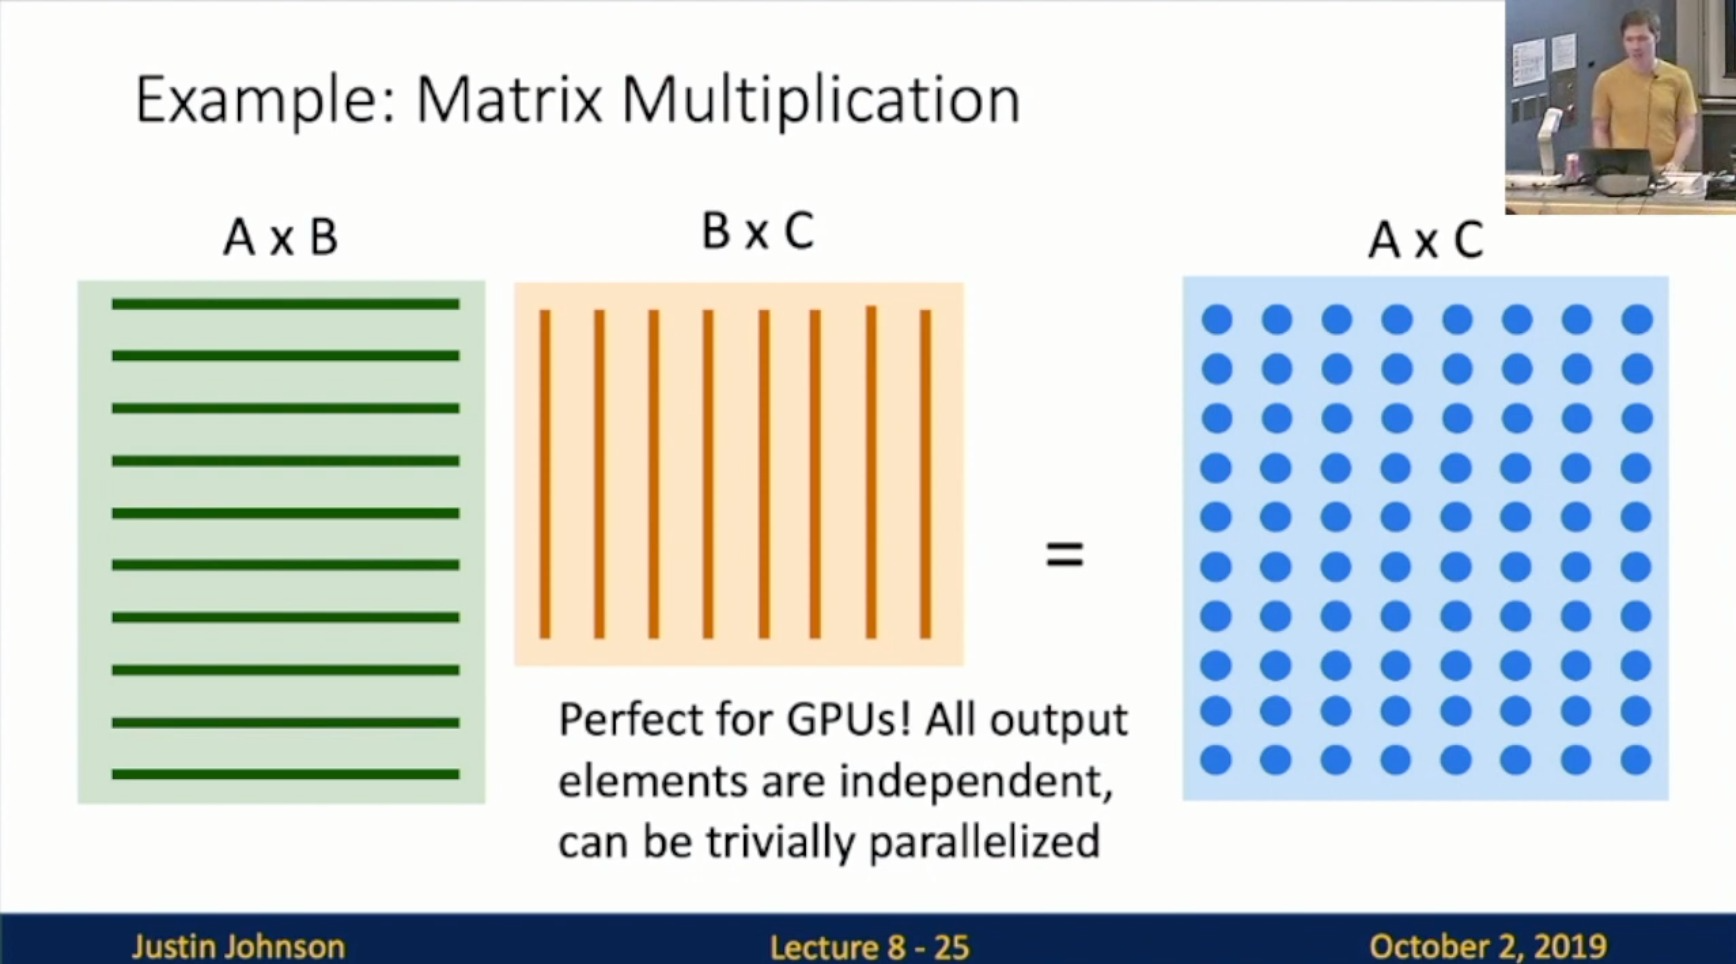 Example: Matrix Multiplication
A x B
B x C
A x C
=
Perfect for GPUs! All output
elements are independent,
can be trivially parallelized
Justin Johnson
Lecture 8 - 25
October 2, 2019